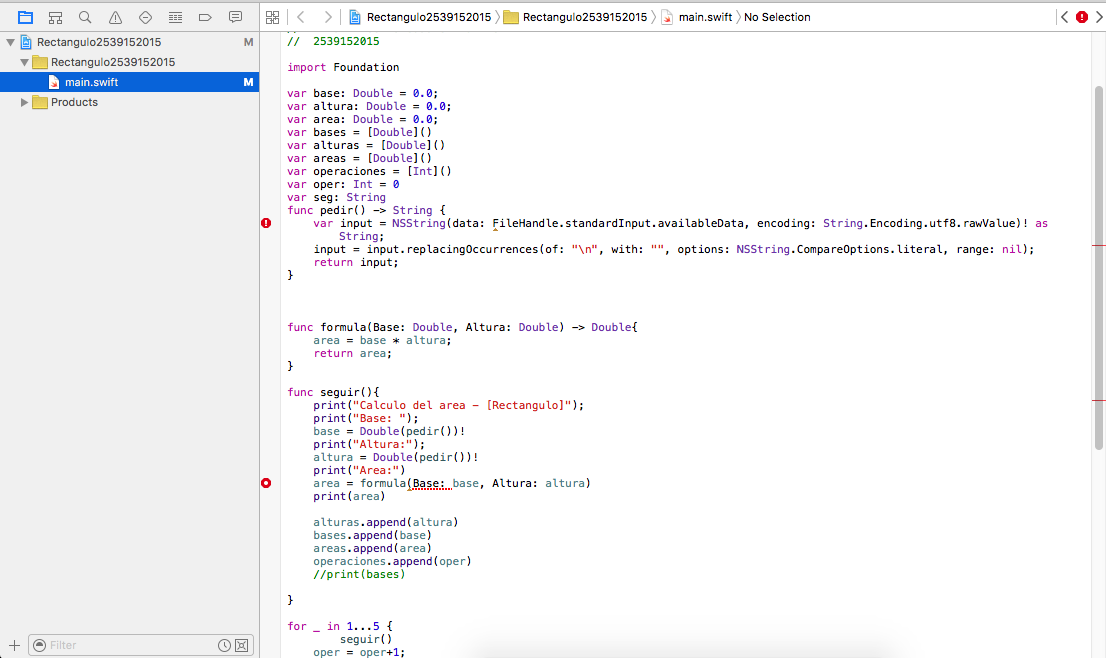 Rectangulo2539152015 Rectangulo2539152015 main.swift No Selection
Rectangulo2539152015 M
Rectangulo2539152015
main.swift M
Products
// 2539152015
import Foundation
var base: Double = 0.0;
var altura: Double = 0.0;
var area: Double = 0.0;
var bases = [Double]()
var alturas = [Double]()
var areas = [Double]()
var operaciones = [Int]()
var oper: Int = 0
var seg: String
func pedir() -> String {
var input = NSString(data: FileHandle.standardInput.availableData, encoding: String.Encoding.utf8.rawValue)! as
String;
input = input.replacingOccurrences(of: "\n", with: "", options: NSString.CompareOptions.literal, range: nil);
return input;
}
func formula(Base: Double, Altura: Double) -> Double{
area = base * altura;
return area;
}
func seguir(){
print("Calculo del area - [Rectangulo]");
print("Base: ");
base = Double(pedir())!
print("Altura:");
altura = Double(pedir())!
print("Area:")
area = formula(Base: base, Altura: altura)
print(area)
alturas.append(altura)
bases.append(base)
areas.append(area)
operaciones.append(oper)
//print(bases)
}
for _ in 1...5 {
seguir()
oper = oper+1;
Filter